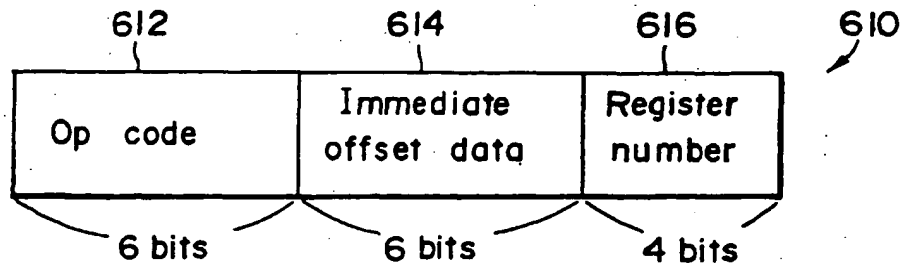 612
614
616
610
Op code
Immediate
offset data
Register
number
6 bits
6 bits
4 bits